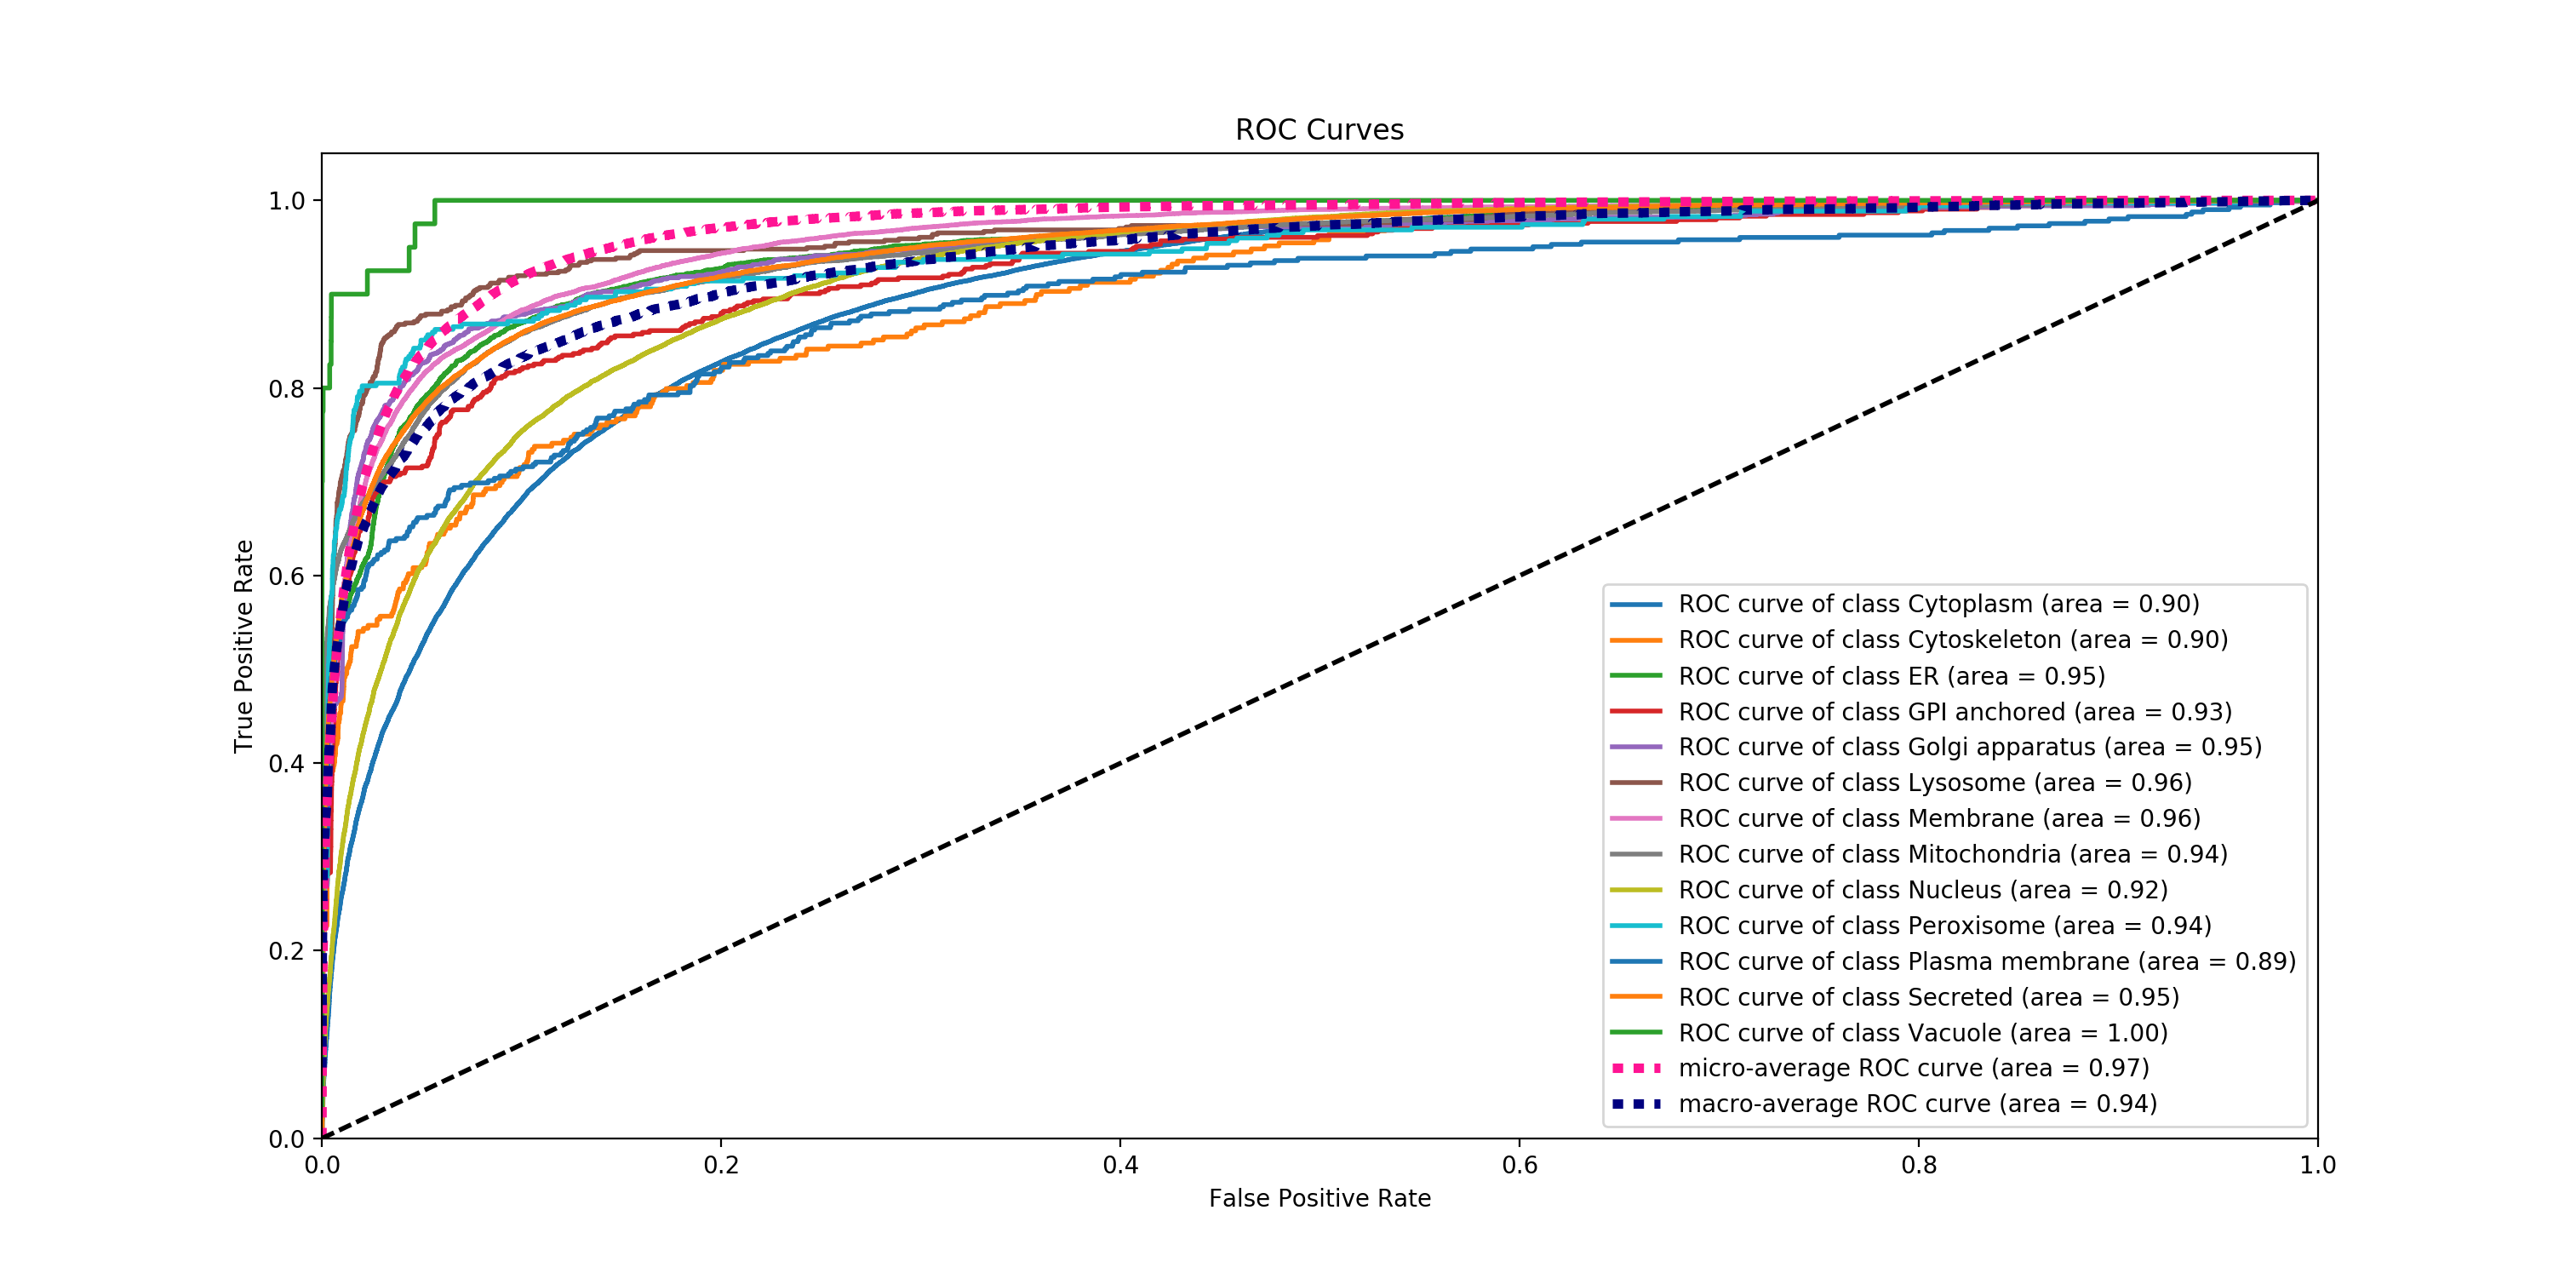 ROC Curves
1.0
0.8
0.6
0.4
0.2
0.0
True Positive Rate
0.0 0.2 0.4 0.6 0.8 1.0
False Positive Rate
ROC curve of class Cytoplasm (area = 0.90)
ROC curve of class Cytoskeleton (area = 0.90)
ROC curve of class ER (area = 0.95)
ROC curve of class GPI anchored (area = 0.93)
ROC curve of class Golgi apparatus (area = 0.95)
ROC curve of class Lysosome (area = 0.96)
ROC curve of class Membrane (area = 0.96)
ROC curve of class Mitochondria (area = 0.94)
ROC curve of class Nucleus (area = 0.92)
ROC curve of class Peroxisome (area = 0.94)
ROC curve of class Plasma membrane (area = 0.89)
ROC curve of class Secreted (area = 0.95)
ROC curve of class Vacuole (area = 1.00)
micro-average ROC curve (area = 0.97)
macro-average ROC curve (area = 0.94)